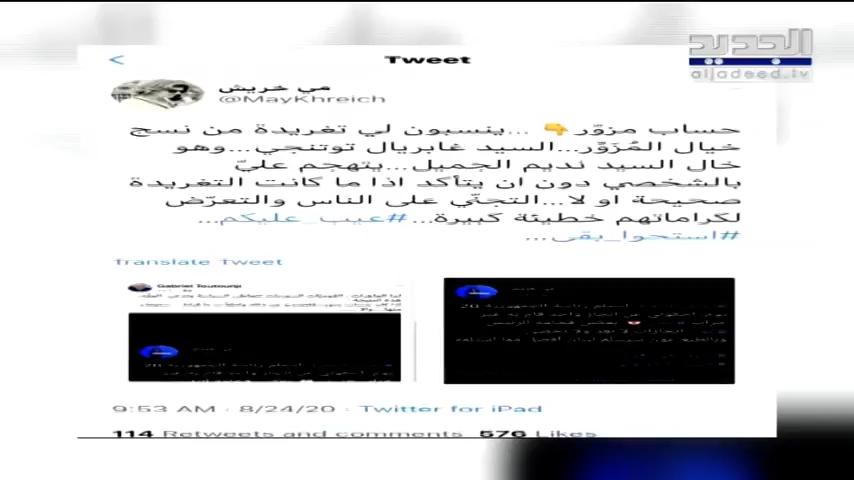 الجديد
aljadeed.tv
Tweet
مي خريش
@MayKhreich
حساب مزوّر👇 ...ينسبون لي تغريدة من نسج
خيال المُزَوِّر...السيد غابريال توتنجي...وهو
خال السيد نديم الجميل...يتهجم عليّ
بالشخصي دون ان يتأكد اذا ما كانت التغريدة
صحيحة او لا...التجنّي على الناس والتعرّض
لكراماتهم خطيئة كبيرة...#عيب_عليكم...
#استحوا_بقى...
Translate Tweet
Gabriel Toutounji
9:53 AM · 8/24/20 · Twitter for iPad
114 Retweets and comments 576 Likes